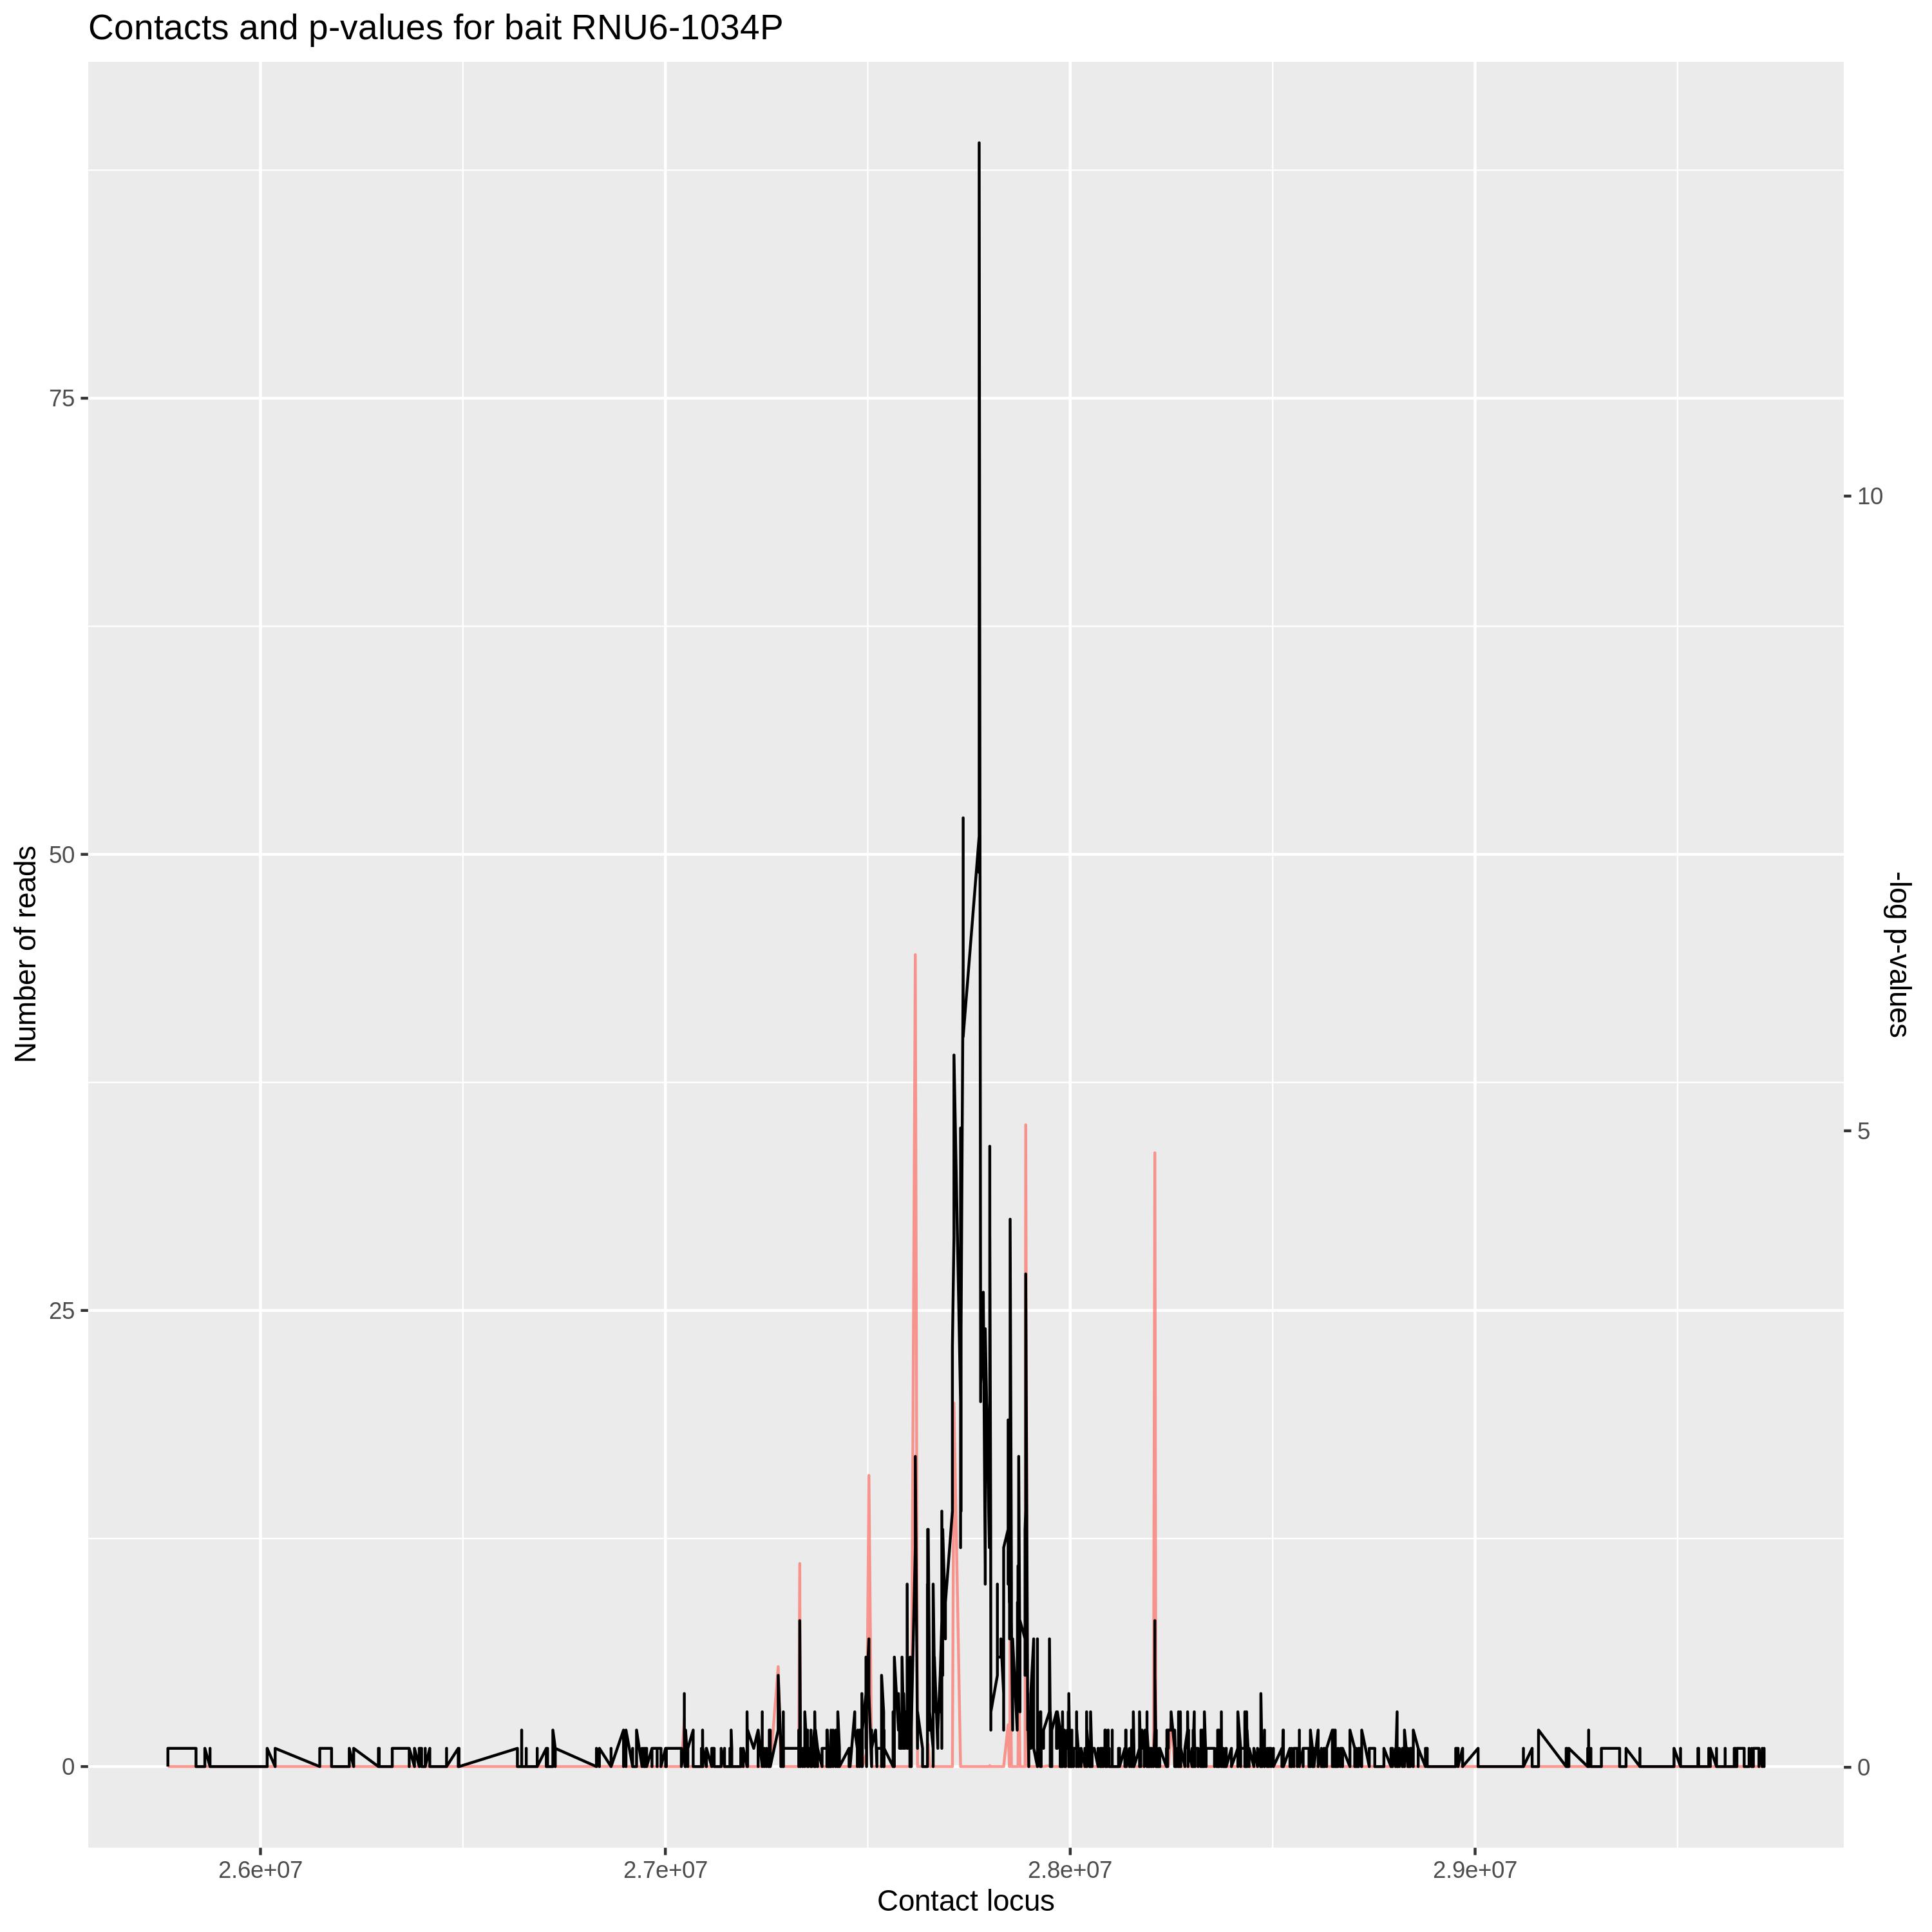 Contacts and p-values for bait RNU6-1034P
75
50
25
0
10
5
0
Number of reads
-log p-values
2.6e+07
2.7e+07
2.8e+07
2.9e+07
Contact locus